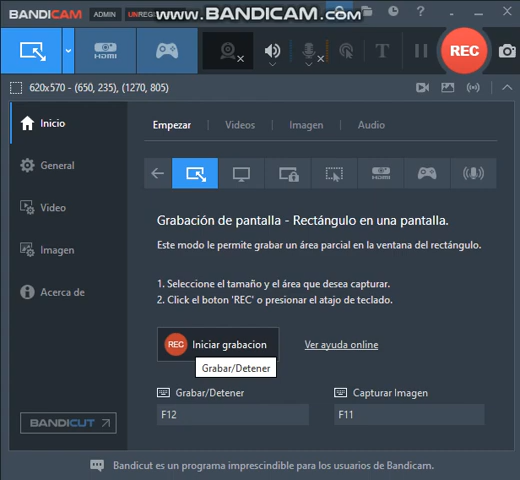 BANDICAM ADMIN
WWW.BANDICAM.COM
HDMI
T
REC
620x570 - (650, 235), (1270, 805)
Inicio
General
Video
Imagen
Acerca de
BANDICUT
Empezar Videos Imagen Audio
HDMI
Grabación de pantalla - Rectángulo en una pantalla.
Este modo le permite grabar un área parcial en la ventana del rectángulo.
1. Seleccione el tamaño y el área que desea capturar.
2. Click el boton 'REC' o presionar el atajo de teclado.
REC Iniciar grabacion
Ver ayuda online
Grabar/Detener
Grabar/Detener Capturar Imagen
F12 F11
Bandicut es un programa imprescindible para los usuarios de Bandicam.